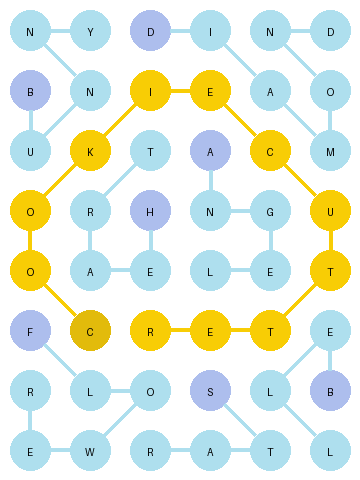 N Y D I N D
B N I E A O
U K T A C M
O R H N G U
O A E L E T
F C R E T E
R L O S L B
E W R A T L